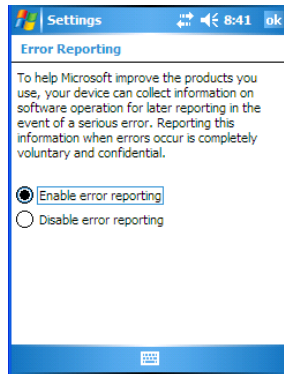 Settings 8:41 ok
Error Reporting
To help Microsoft improve the products you
use, your device can collect information on
software operation for later reporting in the
event of a serious error. Reporting this
information when errors occur is completely
voluntary and confidential.
Enable error reporting
Disable error reporting